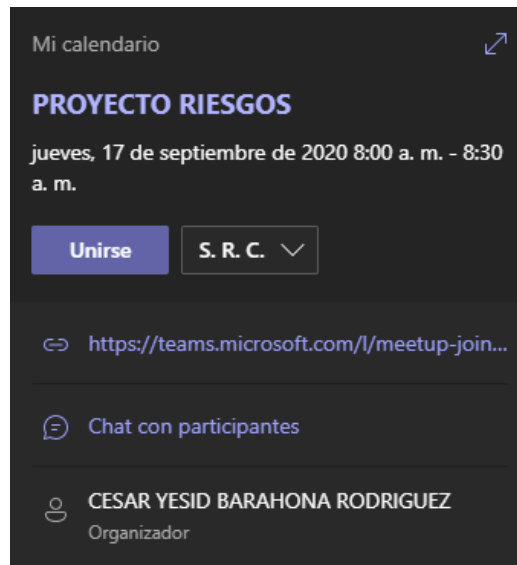 Mi calendario
PROYECTO RIESGOS
jueves, 17 de septiembre de 2020 8:00 a. m. - 8:30
a. m.
Unirse
S. R. C.
https://teams.microsoft.com/l/meetup-join...
Chat con participantes
CESAR YESID BARAHONA RODRIGUEZ
Organizador